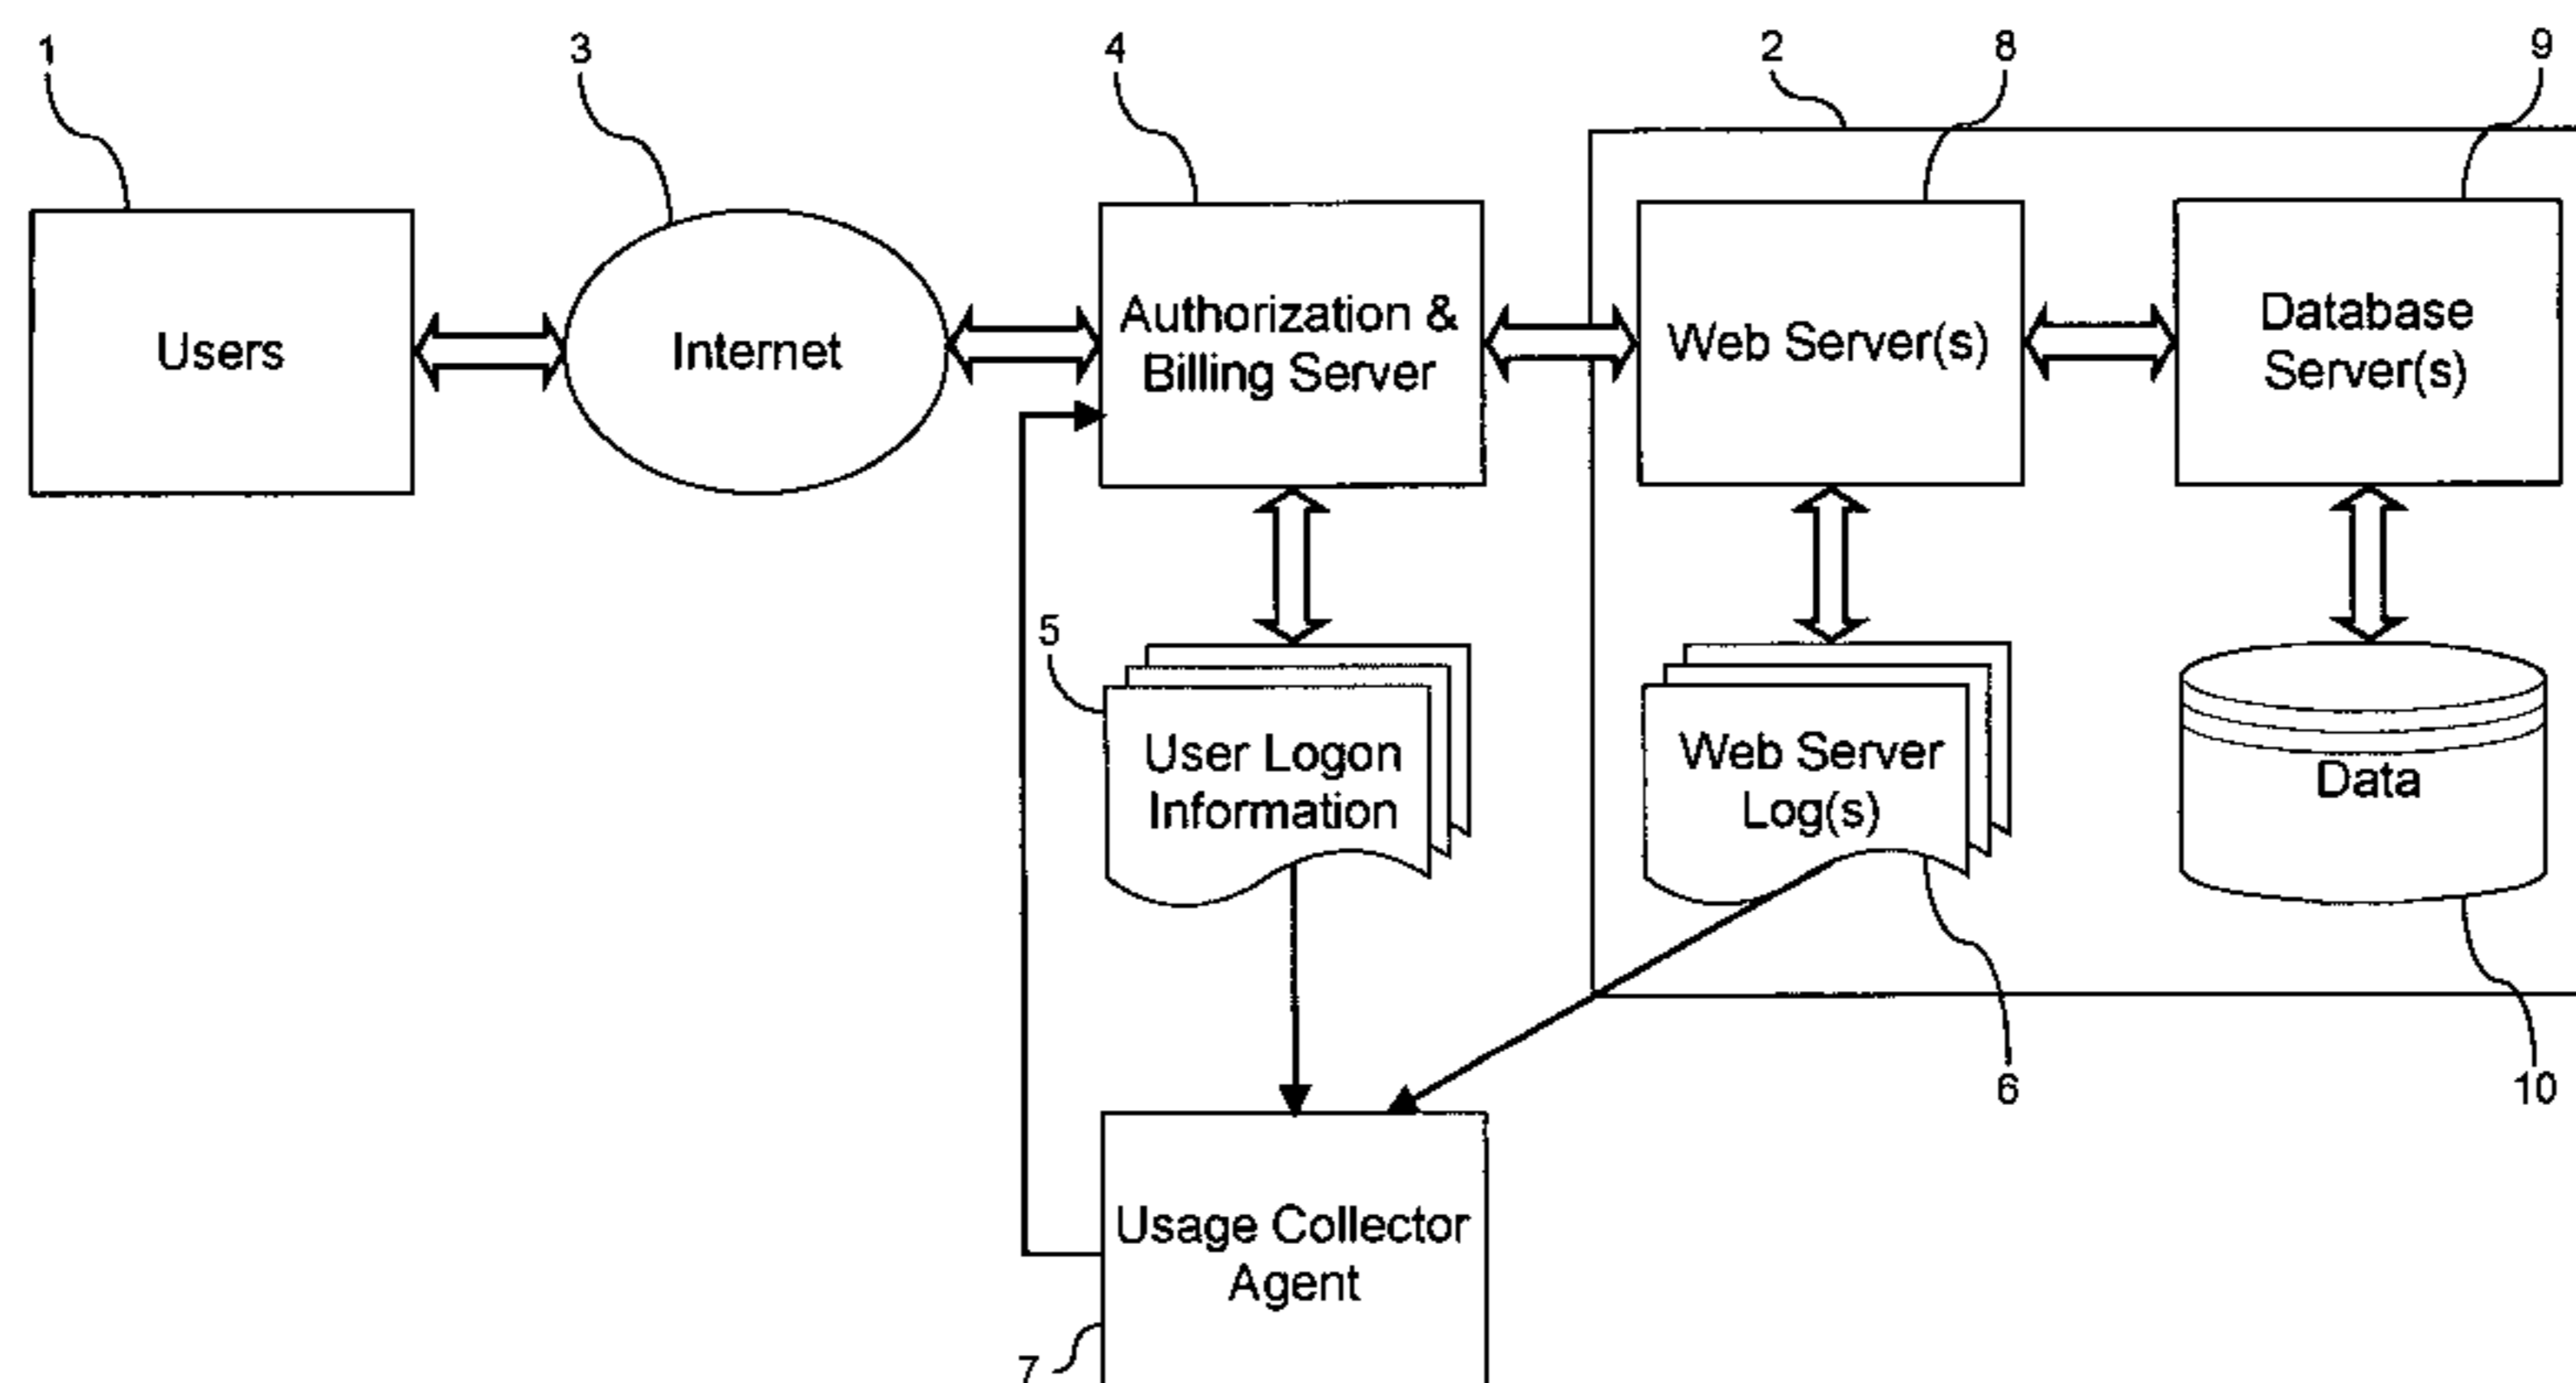 1
3
4
2
8
9
Users
Internet
Authorization &
Billing Server
Web Server(s)
Database
Server(s)
5
User Logon
Information
Web Server
Log(s)
Data
6
10
Usage Collector
Agent
7